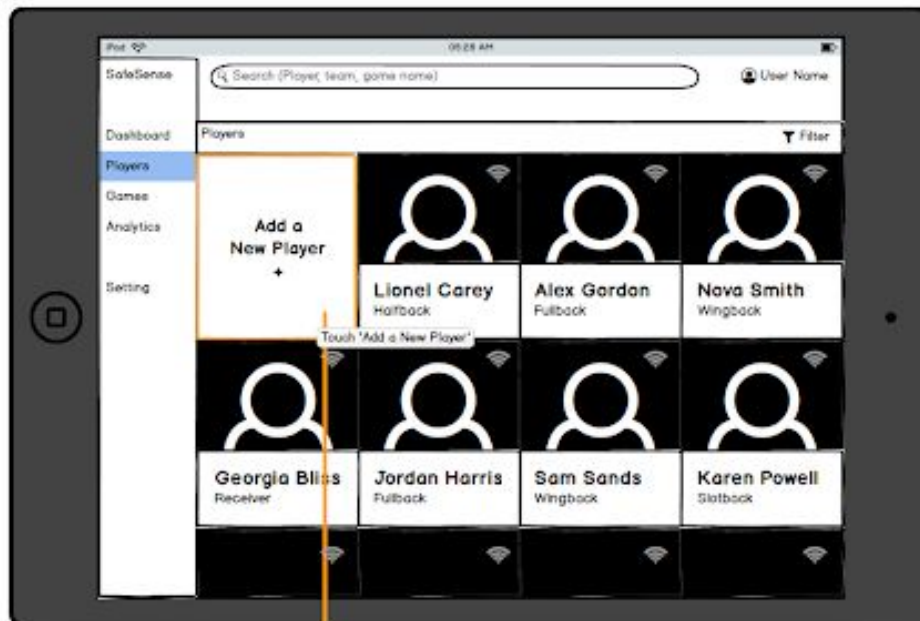 iPad
08:28 AM
SafeSense
Search (Player, team, game name)
User Name
Dashboard
Players
Games
Analytics
Setting
Players
Filter
Add a
New Player
+
Lionel Carey
Halfback
Alex Gordon
Fullback
Nova Smith
Wingback
Touch "Add a New Player"
Georgia Bliss
Receiver
Jordan Harris
Fullback
Sam Sands
Wingback
Karen Powell
Slotback